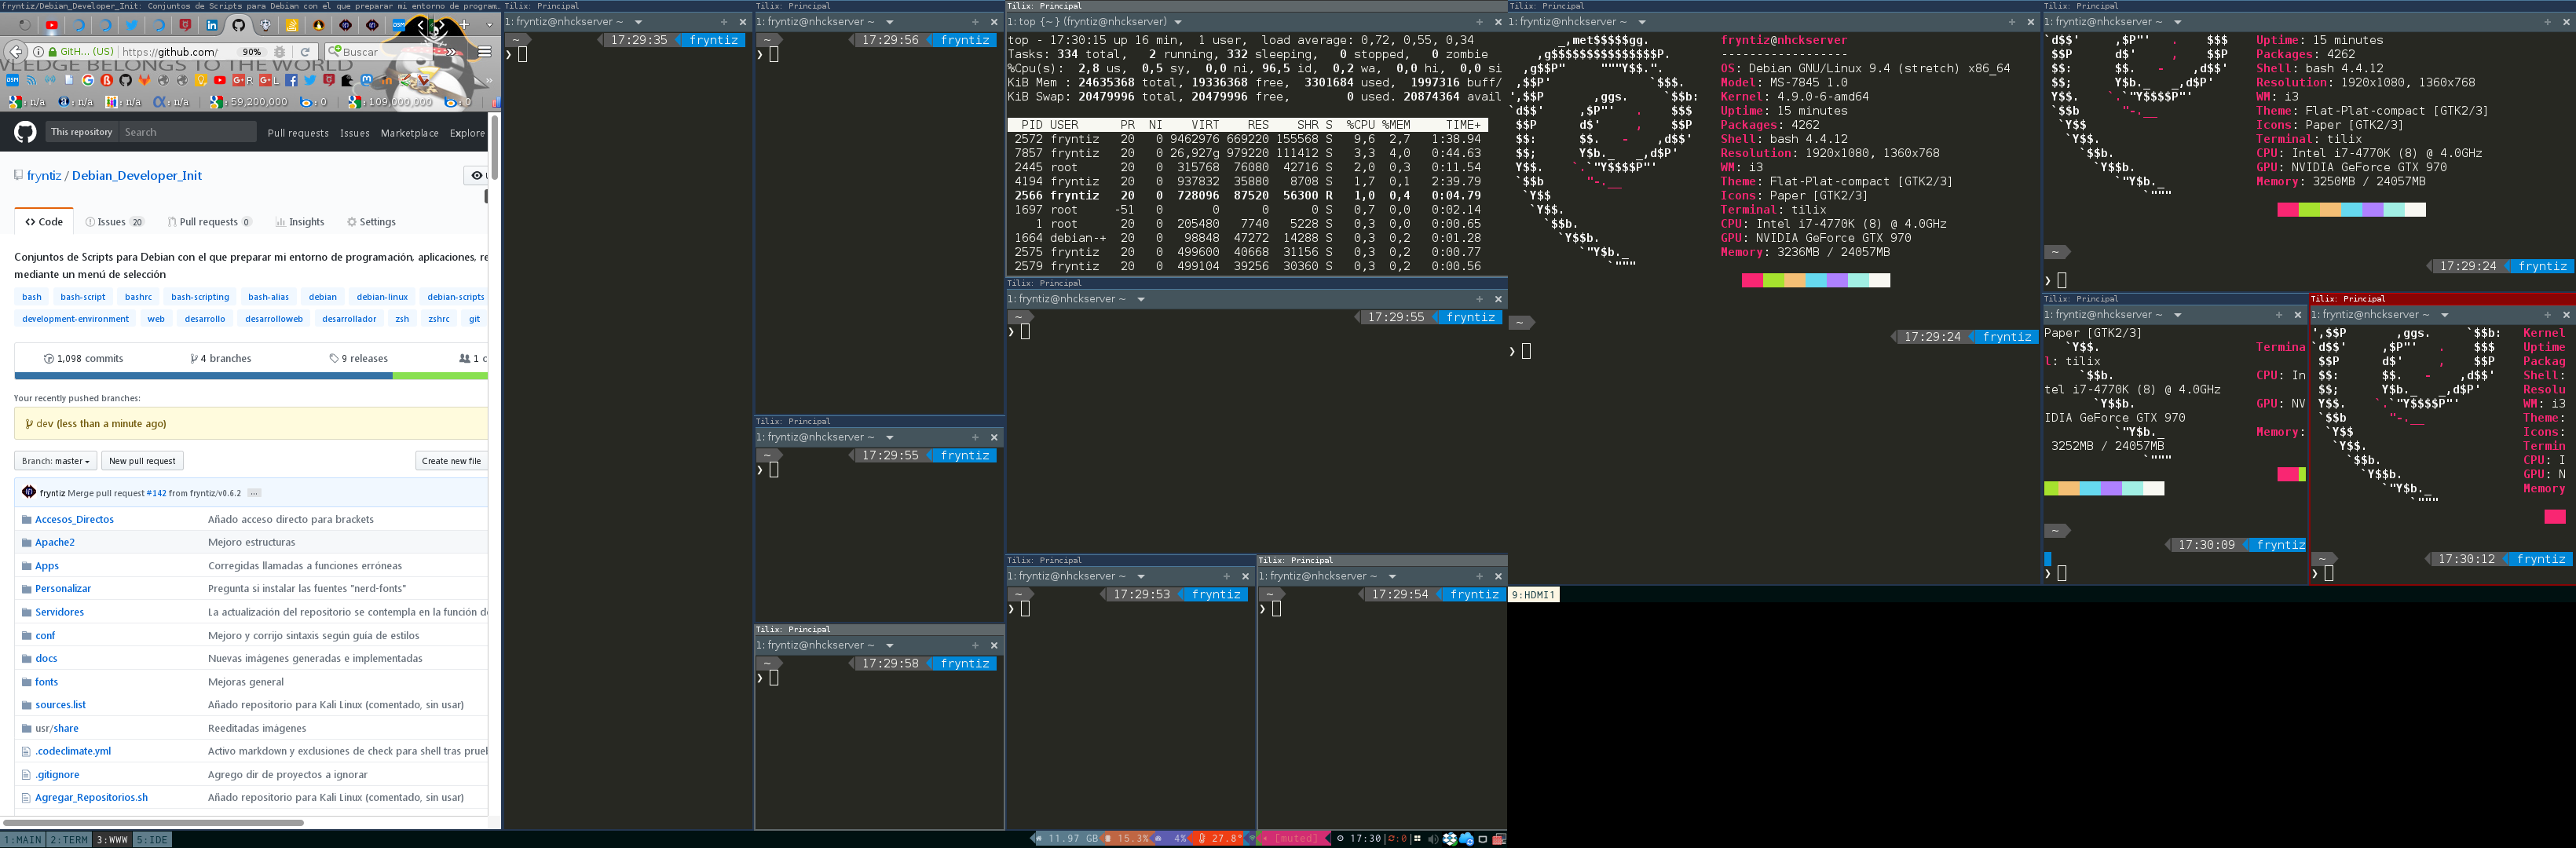 fryntiz/Debian_Developer_Init: Conjuntos de Scripts para Debian con el que preparar mi entorno de program…
GitH… (US) https://github.com/ 90% Buscar
: n/a : n/a : n/a : n/a : 59,200,000 : 0 : 109,000,000 : 0
This repository Search Pull requests Issues Marketplace Explore
fryntiz / Debian_Developer_Init
Code Issues 20 Pull requests 0 Insights Settings
Conjuntos de Scripts para Debian con el que preparar mi entorno de programación, aplicaciones, re
mediante un menú de selección
bash bash-script bashrc bash-scripting bash-alias debian debian-linux debian-scripts
development-environment web desarrollo desarrolloweb desarrollador zsh zshrc git
1,098 commits 4 branches 9 releases 1 c
Your recently pushed branches:
dev (less than a minute ago)
Branch: master New pull request Create new file
fryntiz Merge pull request #142 from fryntiz/v0.6.2 …
Accesos_Directos Añado acceso directo para brackets
Apache2 Mejoro estructuras
Apps Corregidas llamadas a funciones erróneas
Personalizar Pregunta si instalar las fuentes "nerd-fonts"
Servidores La actualización del repositorio se contempla en la función de
conf Mejoro y corrijo sintaxis según guia de estilos
docs Nuevas imágenes generadas e implementadas
fonts Mejoras general
sources.list Añado repositorio para Kali Linux (comentado, sin usar)
usr/share Reeditadas imágenes
.codeclimate.yml Activo markdown y exclusiones de check para shell tras prueb
.gitignore Agrego dir de proyectos a ignorar
Agregar_Repositorios.sh Añado repositorio para Kali Linux (comentado, sin usar)
1:MAIN 2:TERM 3:WWW 5:IDE
Tilix: Principal
1: fryntiz@nhckserver ~
~ 17:29:35 fryntiz
❯
Tilix: Principal
1: fryntiz@nhckserver ~
~ 17:29:56 fryntiz
❯
Tilix: Principal
1: fryntiz@nhckserver ~
~ 17:29:55 fryntiz
❯
Tilix: Principal
1: fryntiz@nhckserver ~
~ 17:29:58 fryntiz
❯
Tilix: Principal
1: top {~} (fryntiz@nhckserver)
top - 17:30:15 up 16 min, 1 user, load average: 0,72, 0,55, 0,34
Tasks: 334 total, 2 running, 332 sleeping, 0 stopped, 0 zombie
%Cpu(s): 2,8 us, 0,5 sy, 0,0 ni, 96,5 id, 0,2 wa, 0,0 hi, 0,0 si
KiB Mem : 24635368 total, 19336368 free, 3301684 used, 1997316 buff/
KiB Swap: 20479996 total, 20479996 free, 0 used. 20874364 avail
PID USER PR NI VIRT RES SHR S %CPU %MEM TIME+
2572 fryntiz 20 0 9462976 669220 155568 S 9,6 2,7 1:38.94
7857 fryntiz 20 0 26,927g 979220 111412 S 3,3 4,0 0:44.63
2445 root 20 0 315768 76080 42716 S 2,0 0,3 0:11.54
4194 fryntiz 20 0 937832 35880 8708 S 1,7 0,1 2:39.79
2566 fryntiz 20 0 728096 87520 56300 R 1,0 0,4 0:04.79
1697 root -51 0 0 0 0 S 0,7 0,0 0:02.14
1 root 20 0 205480 7740 5228 S 0,3 0,0 0:00.65
1664 debian-+ 20 0 98848 47272 14288 S 0,3 0,2 0:01.28
2575 fryntiz 20 0 499600 40668 31156 S 0,3 0,2 0:00.77
2579 fryntiz 20 0 499104 39256 30360 S 0,3 0,2 0:00.56
Tilix: Principal
1: fryntiz@nhckserver ~
~ 17:29:55 fryntiz
❯
Tilix: Principal
1: fryntiz@nhckserver ~
~ 17:29:53 fryntiz
❯
Tilix: Principal
1: fryntiz@nhckserver ~
~ 17:29:54 fryntiz
❯
11.97 GB 15.3% 4% 27.8° [muted] 17:30 :0
Tilix: Principal
1: fryntiz@nhckserver ~
fryntiz@nhckserver
------------------
OS: Debian GNU/Linux 9.4 (stretch) x86_64
Model: MS-7845 1.0
Kernel: 4.9.0-6-amd64
Uptime: 15 minutes
Packages: 4262
Shell: bash 4.4.12
Resolution: 1920x1080, 1360x768
WM: i3
Theme: Flat-Plat-compact [GTK2/3]
Icons: Paper [GTK2/3]
Terminal: tilix
CPU: Intel i7-4770K (8) @ 4.0GHz
GPU: NVIDIA GeForce GTX 970
Memory: 3236MB / 24057MB
~ 17:29:24 fryntiz
❯
9:HDMI1
Tilix: Principal
1: fryntiz@nhckserver ~
Uptime: 15 minutes
Packages: 4262
Shell: bash 4.4.12
Resolution: 1920x1080, 1360x768
WM: i3
Theme: Flat-Plat-compact [GTK2/3]
Icons: Paper [GTK2/3]
Terminal: tilix
CPU: Intel i7-4770K (8) @ 4.0GHz
GPU: NVIDIA GeForce GTX 970
Memory: 3250MB / 24057MB
~ 17:29:24 fryntiz
❯
Tilix: Principal
1: fryntiz@nhckserver ~
Paper [GTK2/3]
Termina
l: tilix
CPU: In
tel i7-4770K (8) @ 4.0GHz
GPU: NV
IDIA GeForce GTX 970
Memory:
3252MB / 24057MB
~ 17:30:09 fryntiz
❯
Tilix: Principal
1: fryntiz@nhckserver ~
Kernel
Uptime
Packag
Shell:
Resolu
WM: i3
Theme:
Icons:
Termin
CPU: I
GPU: N
Memory
~ 17:30:12 fryntiz
❯